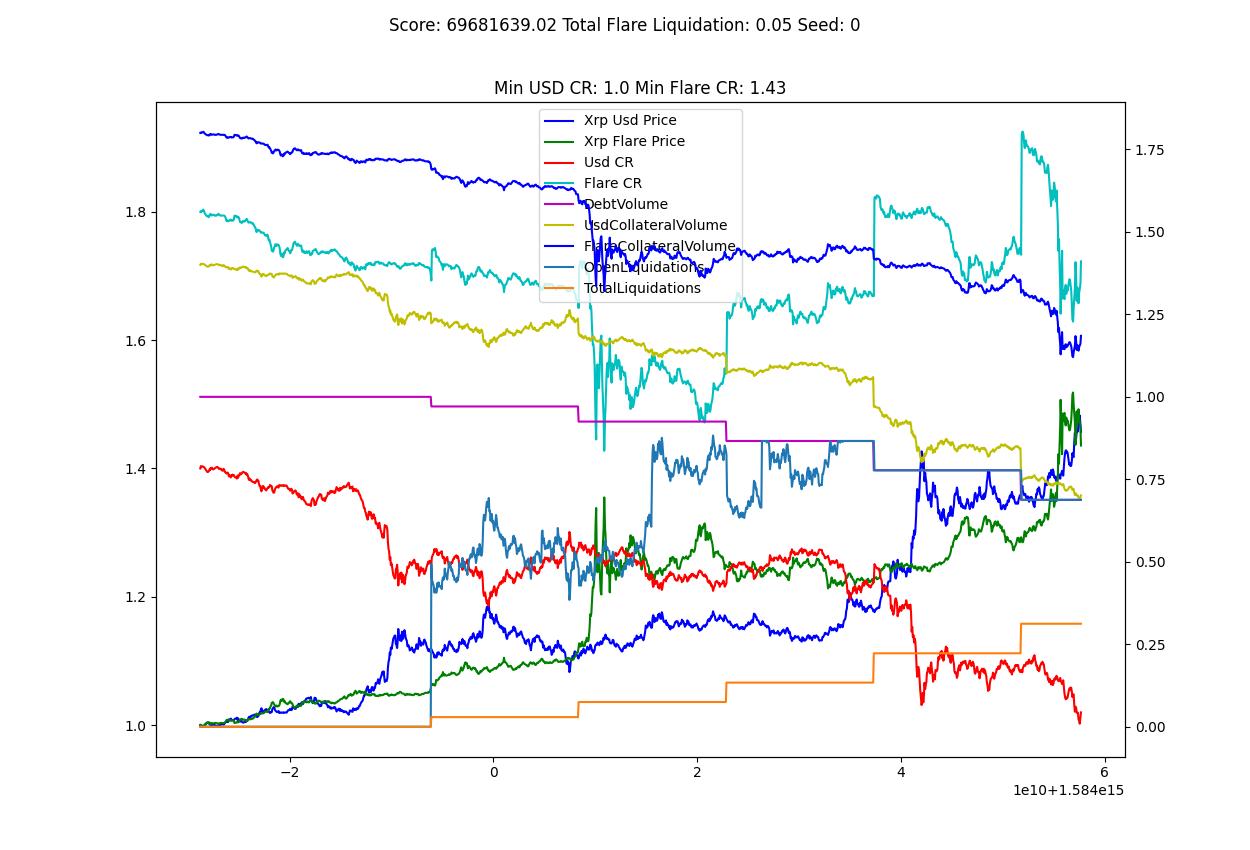 Score: 69681639.02 Total Flare Liquidation: 0.05 Seed: 0
Min USD CR: 1.0 Min Flare CR: 1.43
Xrp Usd Price
Xrp Flare Price
Usd CR
Flare CR
DebtVolume
UsdCollateralVolume
FlareCollateralVolume
OpenLiquidations
TotalLiquidations
1.8
1.6
1.4
1.2
1.0
1.75
1.50
1.25
1.00
0.75
0.50
0.25
0.00
−2 0 2 4 6
1e10+1.584e15